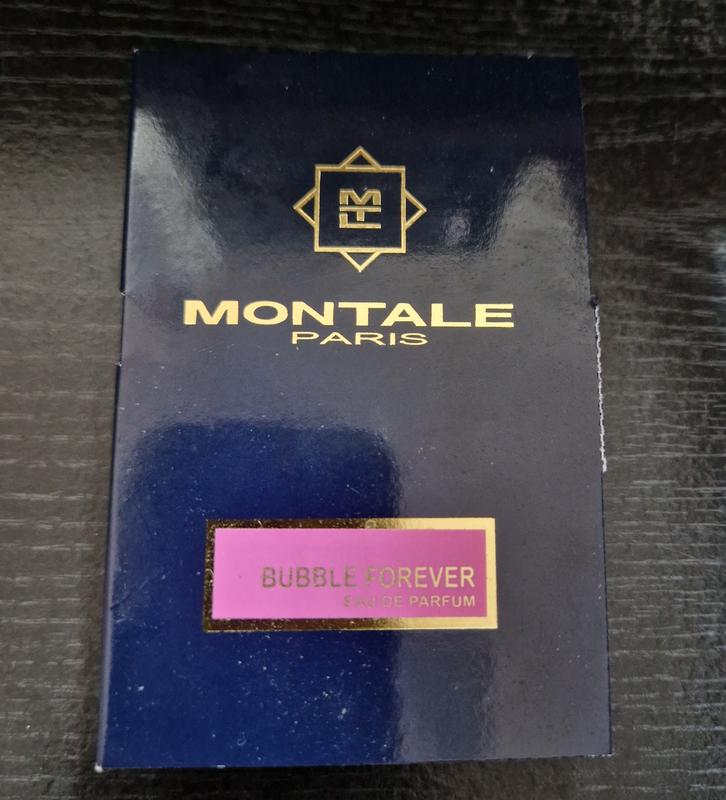 MONTALE
PARIS
BUBBLE FOREVER
EAU DE PARFUM